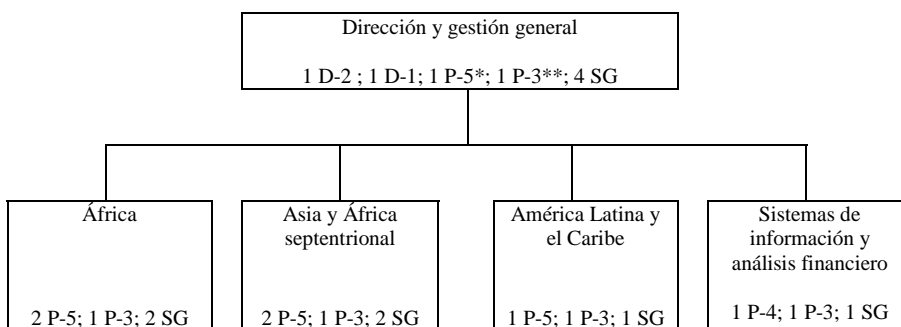 Dirección y gestión general
1 D-2 ; 1 D-1; 1 P-5*; 1 P-3**; 4 SG
África
2 P-5; 1 P-3; 2 SG
Asia y África
septentrional
2 P-5; 1 P-3; 2 SG
América Latina y
el Caribe
1 P-5; 1 P-3; 1 SG
Sistemas de
información y
análisis financiero
1 P-4; 1 P-3; 1 SG